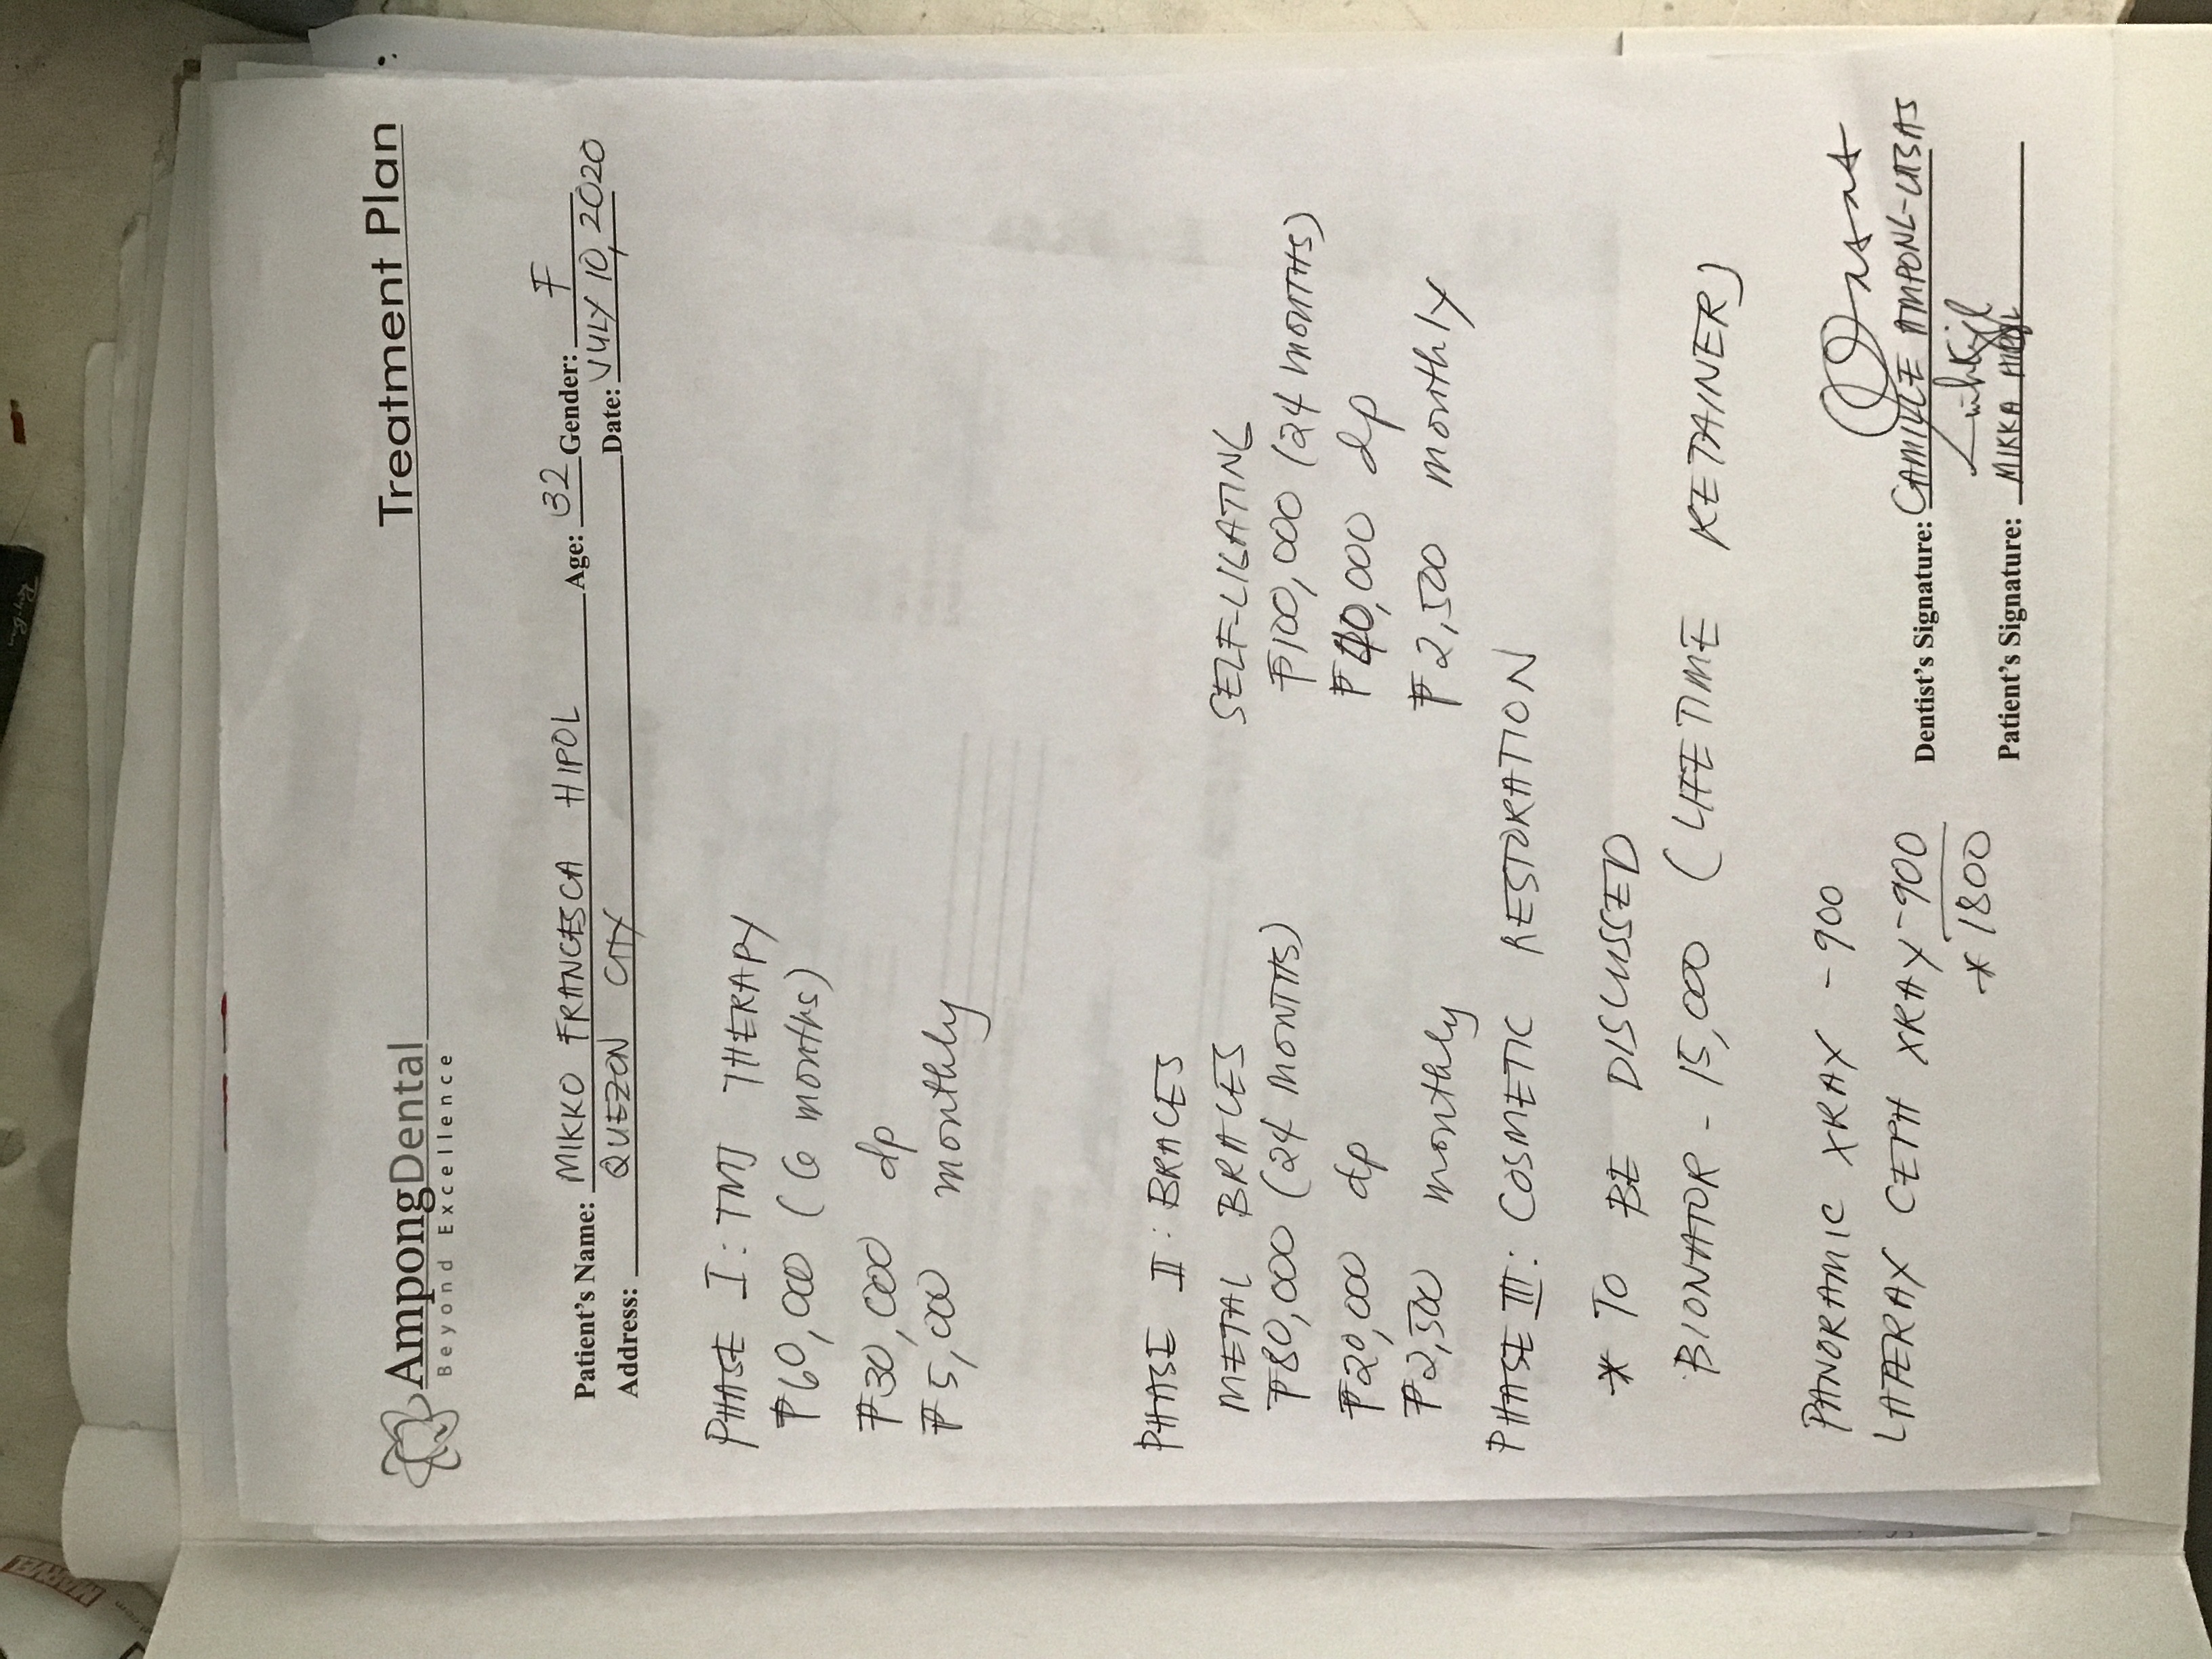 AmpongDental Treatment Plan
Beyond Excellence
Patient's Name: MIKKO FRANCESCA HIPOL Age: 32 Gender: F
Address: QUEZON CITY Date: JULY 10, 2020
PHASE I: TMJ THERAPY
₱60,000 (6 months)
₱30,000 dp
₱5,000 monthly
PHASE II: BRACES
METAL BRACES SELF-LIGATING
₱80,000 (24 MONTHS) ₱100,000 (24 MONTHS)
₱20,000 dp ₱40,000 dp
₱2,500 monthly ₱2,500 monthly
PHASE III: COSMETIC RESTORATION
* TO BE DISCUSSED
BIONATOR - 15,000 (LIFETIME RETAINER)
PANORAMIC XRAY - 900
LATERAL CEPH XRAY - 900
* 1800
Dentist's Signature: CAMILLE AMPONG-UBAS
Patient's Signature: MIKKA
MARVEL